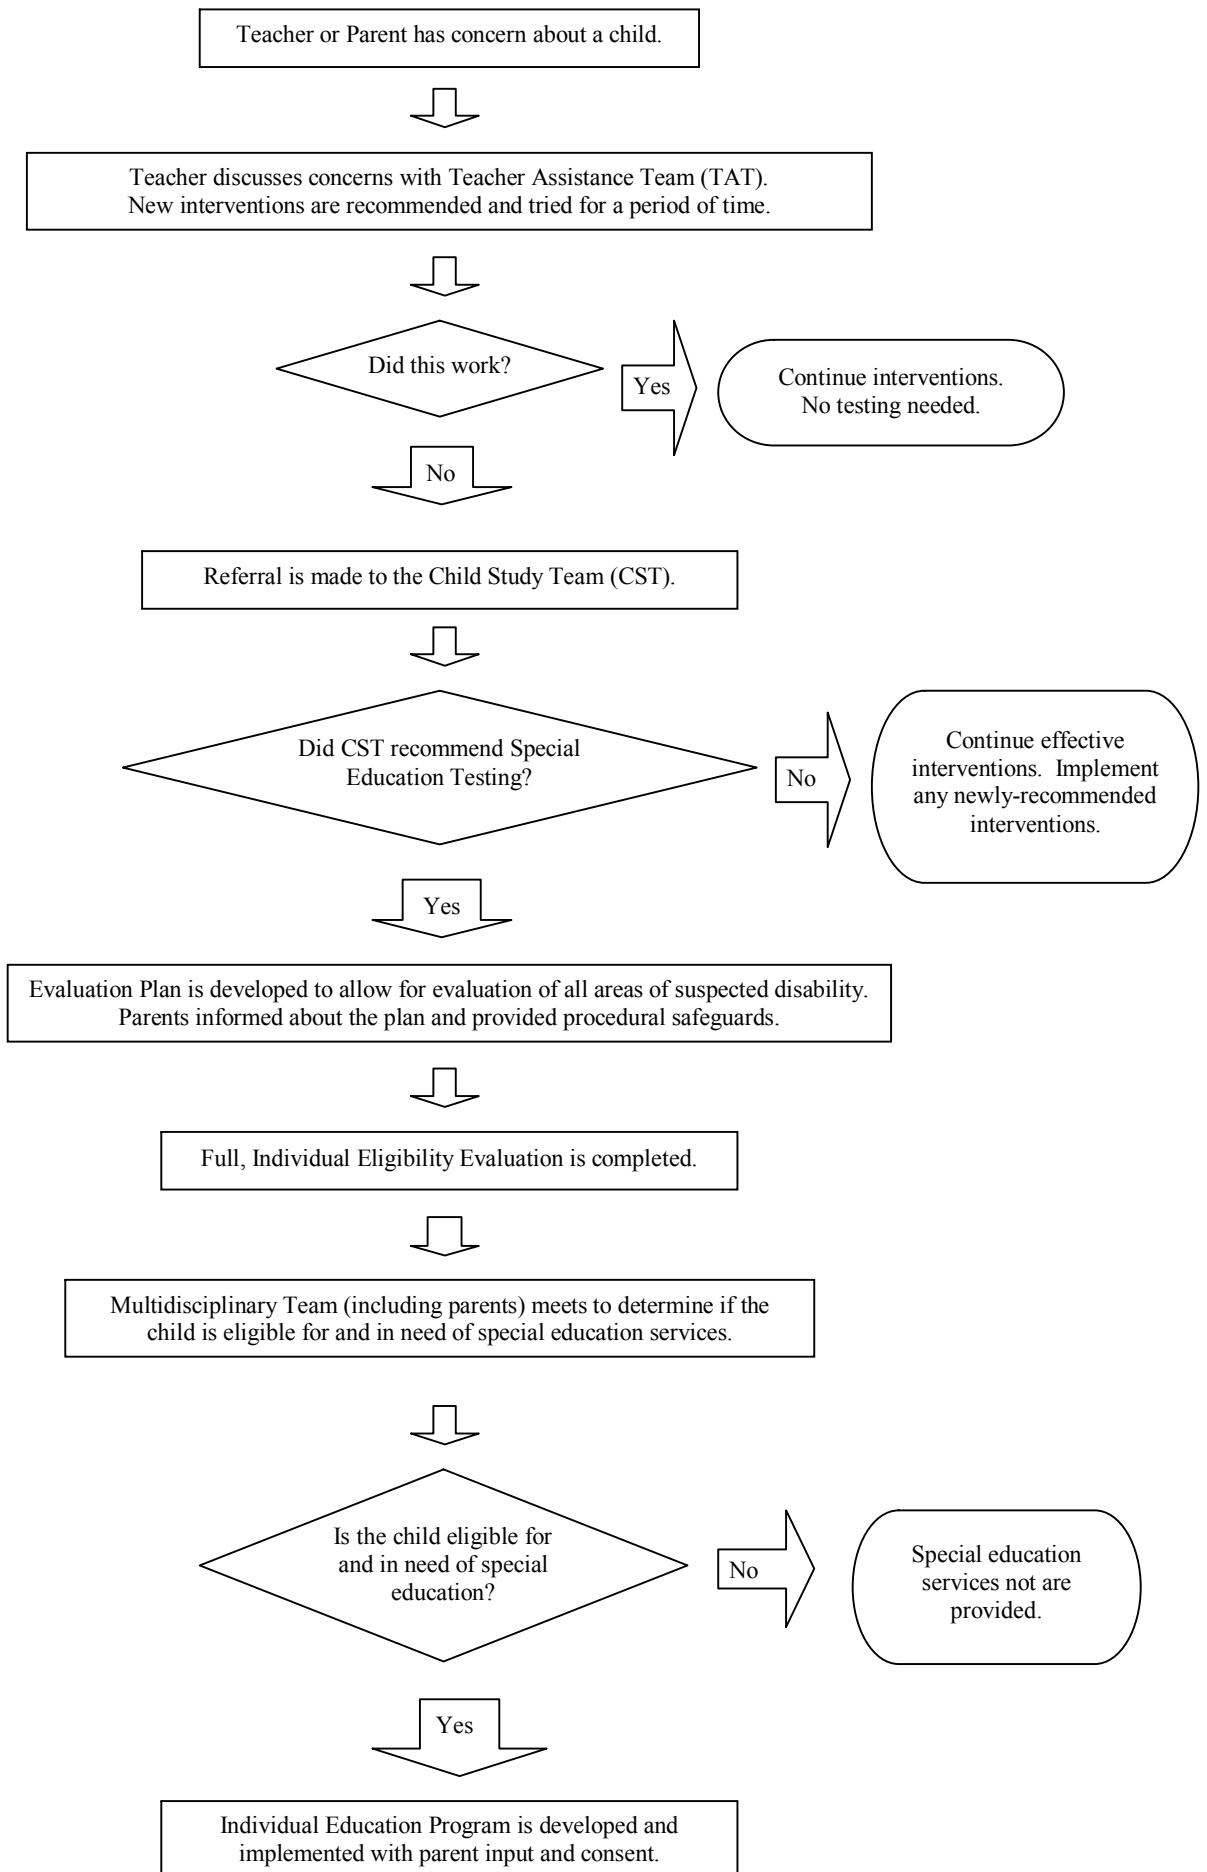 Teacher or Parent has concern about a child.
Teacher discusses concerns with Teacher Assistance Team (TAT).
New interventions are recommended and tried for a period of time.
Did this work?
Yes
Continue interventions.
No testing needed.
No
Referral is made to the Child Study Team (CST).
Did CST recommend Special
Education Testing?
No
Continue effective
interventions.  Implement
any newly-recommended
interventions.
Yes
Evaluation Plan is developed to allow for evaluation of all areas of suspected disability.
Parents informed about the plan and provided procedural safeguards.
Full, Individual Eligibility Evaluation is completed.
Multidisciplinary Team (including parents) meets to determine if the
child is eligible for and in need of special education services.
Is the child eligible for
and in need of special
education?
No
Special education
services not are
provided.
Yes
Individual Education Program is developed and
implemented with parent input and consent.